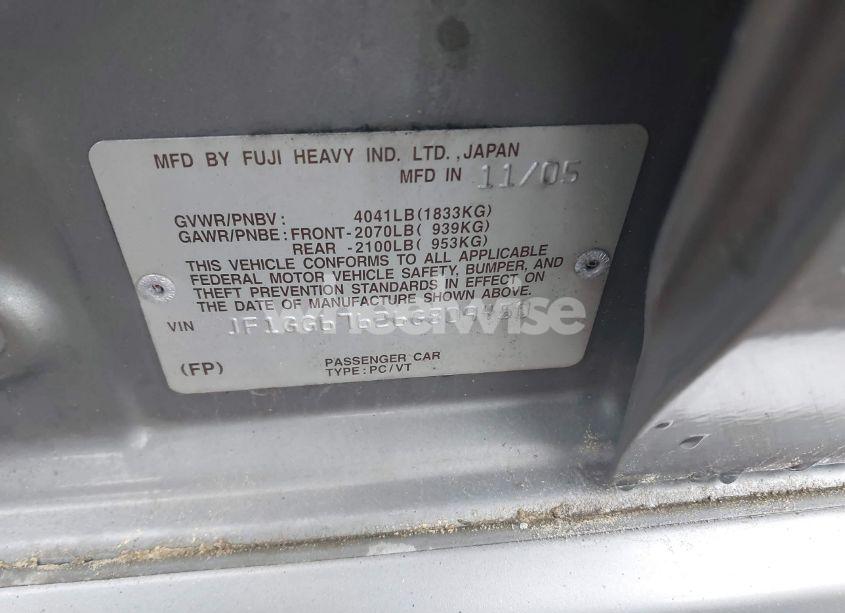 MFD BY FUJI HEAVY IND. LTD.,JAPAN
MFD IN 11/05
GVWR/PNBV: 4041LB(1833KG)
GAWR/PNBE:FRONT-2070LB( 939KG)
REAR -2100LB( 953KG)
THIS VEHICLE CONFORMS TO ALL APPLICABLE
FEDERAL MOTOR VEHICLE SAFETY, BUMPER, AND
THEFT PREVENTION STANDARDS IN EFFECT ON
THE DATE OF MANUFACTURE SHOWN ABOVE.
wheelwise
VIN
(FP)
PASSENGER CAR
TYPE: PC/VT